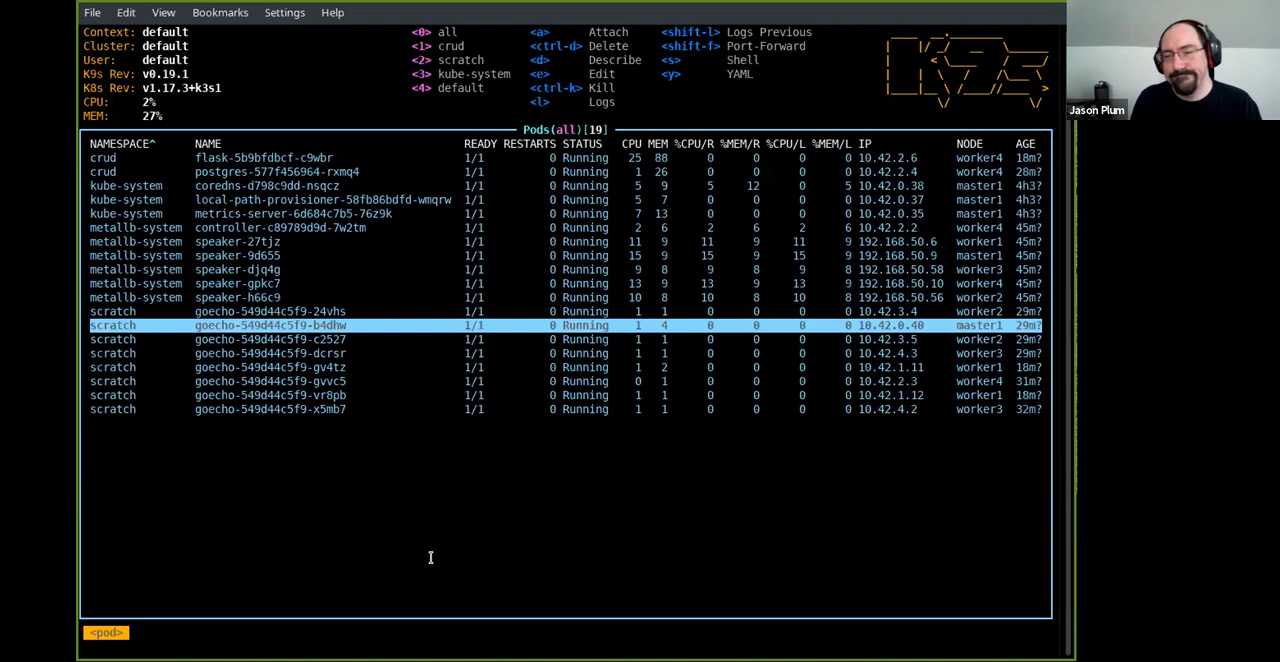 File Edit View Bookmarks Settings Help
Context: default <0> all <a> Attach <shift-l> Logs Previous
Cluster: default <1> crud <ctrl-d> Delete <shift-f> Port-Forward
User: default <2> scratch <d> Describe <s> Shell
K9s Rev: v0.19.1 <3> kube-system <e> Edit <y> YAML
K8s Rev: v1.17.3+k3s1 <4> default <ctrl-k> Kill
CPU: 2% <l> Logs
MEM: 27%
Jason Plum
Pods(all)[19]
NAMESPACE^ NAME READY RESTARTS STATUS CPU MEM %CPU/R %MEM/R %CPU/L %MEM/L IP NODE AGE
crud flask-5b9bfdbcf-c9wbr 1/1 0 Running 25 88 0 0 0 0 10.42.2.6 worker4 18m?
crud postgres-577f456964-rxmq4 1/1 0 Running 1 26 0 0 0 0 10.42.2.4 worker4 28m?
kube-system coredns-d798c9dd-nsqcz 1/1 0 Running 5 9 5 12 0 5 10.42.0.38 master1 4h3?
kube-system local-path-provisioner-58fb86bdfd-wmqrw 1/1 0 Running 5 7 0 0 0 0 10.42.0.37 master1 4h3?
kube-system metrics-server-6d684c7b5-76z9k 1/1 0 Running 7 13 0 0 0 0 10.42.0.35 master1 4h3?
metallb-system controller-c89789d9d-7w2tm 1/1 0 Running 2 6 2 6 2 6 10.42.2.2 worker4 45m?
metallb-system speaker-27tjz 1/1 0 Running 11 9 11 9 11 9 192.168.50.6 worker1 45m?
metallb-system speaker-9d655 1/1 0 Running 15 9 15 9 15 9 192.168.50.9 master1 45m?
metallb-system speaker-djq4g 1/1 0 Running 9 8 9 8 9 8 192.168.50.58 worker3 45m?
metallb-system speaker-gpkc7 1/1 0 Running 13 9 13 9 13 9 192.168.50.10 worker4 45m?
metallb-system speaker-h66c9 1/1 0 Running 10 8 10 8 10 8 192.168.50.56 worker2 45m?
scratch goecho-549d44c5f9-24vhs 1/1 0 Running 1 1 0 0 0 0 10.42.3.4 worker2 29m?
scratch goecho-549d44c5f9-b4dhw 1/1 0 Running 1 4 0 0 0 0 10.42.0.40 master1 29m?
scratch goecho-549d44c5f9-c2527 1/1 0 Running 1 1 0 0 0 0 10.42.3.5 worker2 29m?
scratch goecho-549d44c5f9-dcrsr 1/1 0 Running 1 1 0 0 0 0 10.42.4.3 worker3 29m?
scratch goecho-549d44c5f9-gv4tz 1/1 0 Running 1 2 0 0 0 0 10.42.1.11 worker1 18m?
scratch goecho-549d44c5f9-gvvc5 1/1 0 Running 0 1 0 0 0 0 10.42.2.3 worker4 31m?
scratch goecho-549d44c5f9-vr8pb 1/1 0 Running 1 1 0 0 0 0 10.42.1.12 worker1 18m?
scratch goecho-549d44c5f9-x5mb7 1/1 0 Running 1 1 0 0 0 0 10.42.4.2 worker3 32m?
<pod>